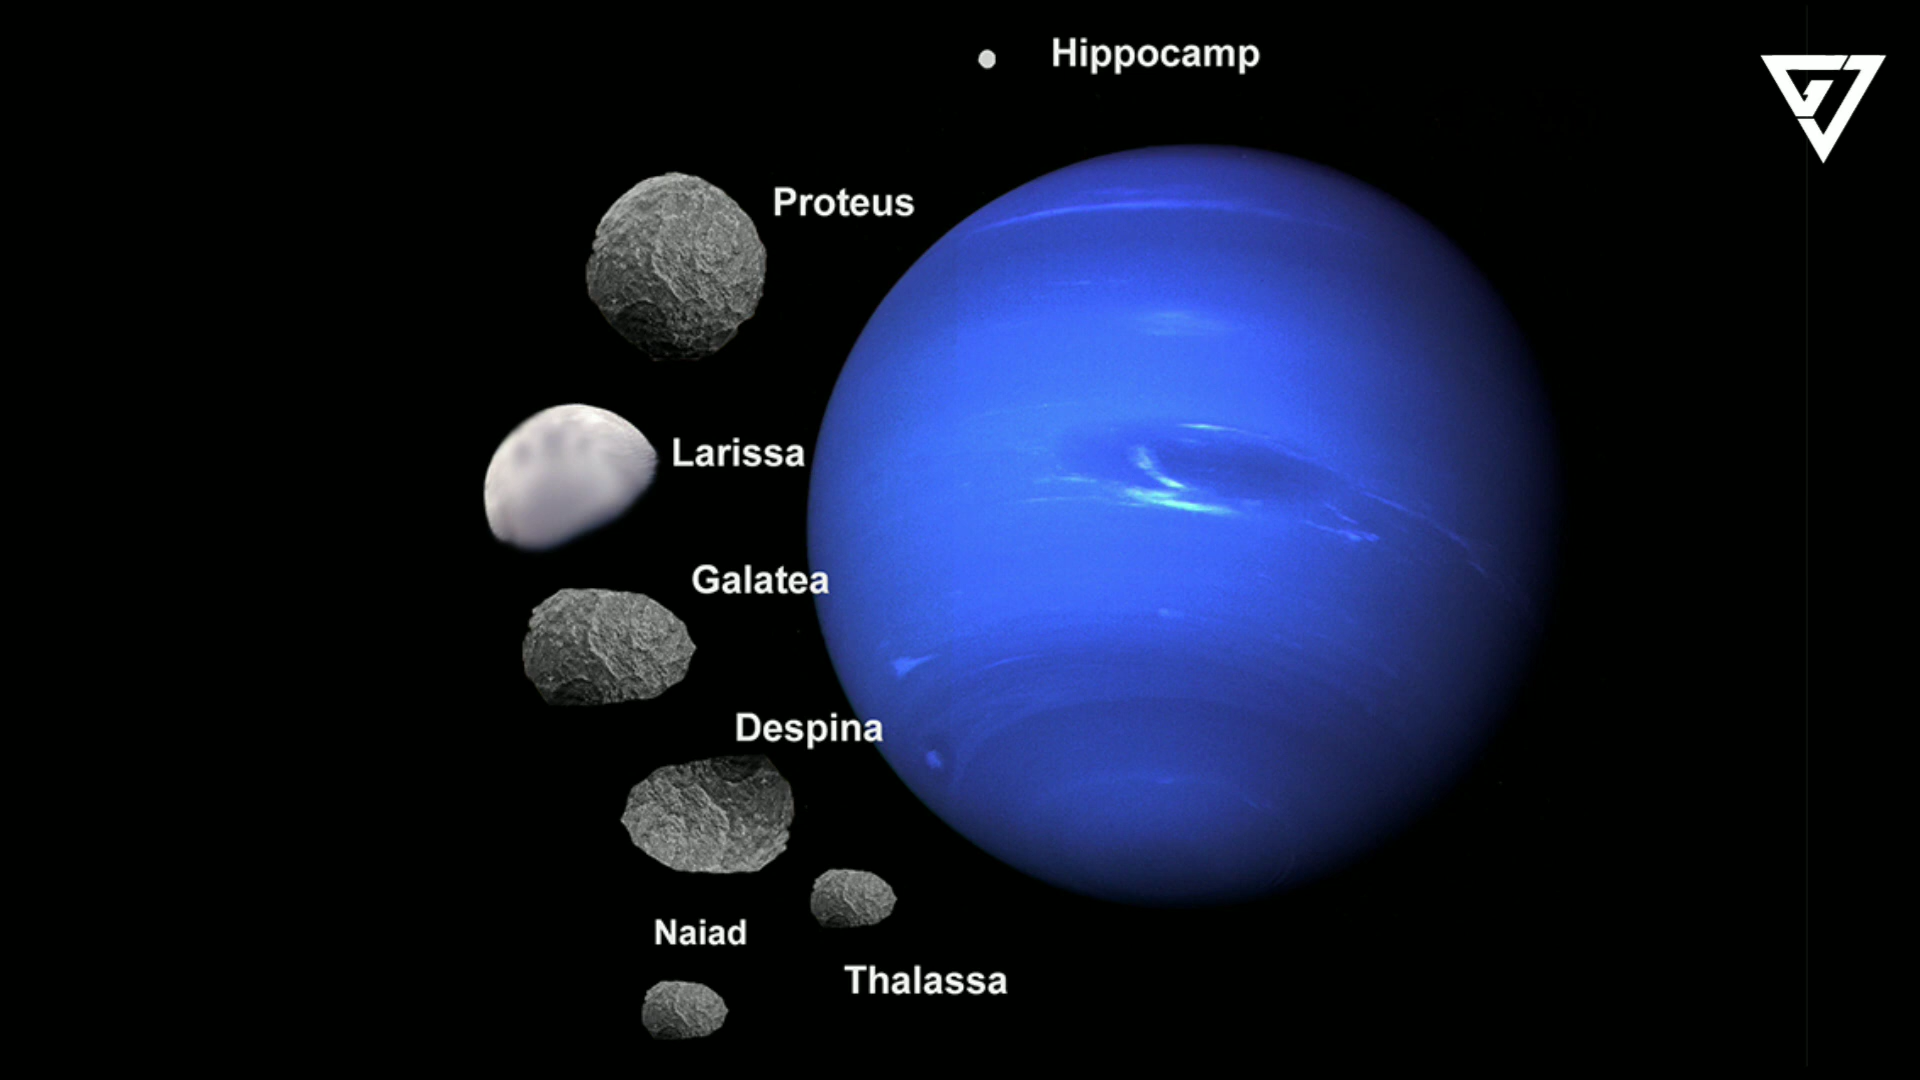 Hippocamp
Proteus
Larissa
Galatea
Despina
Naiad
Thalassa